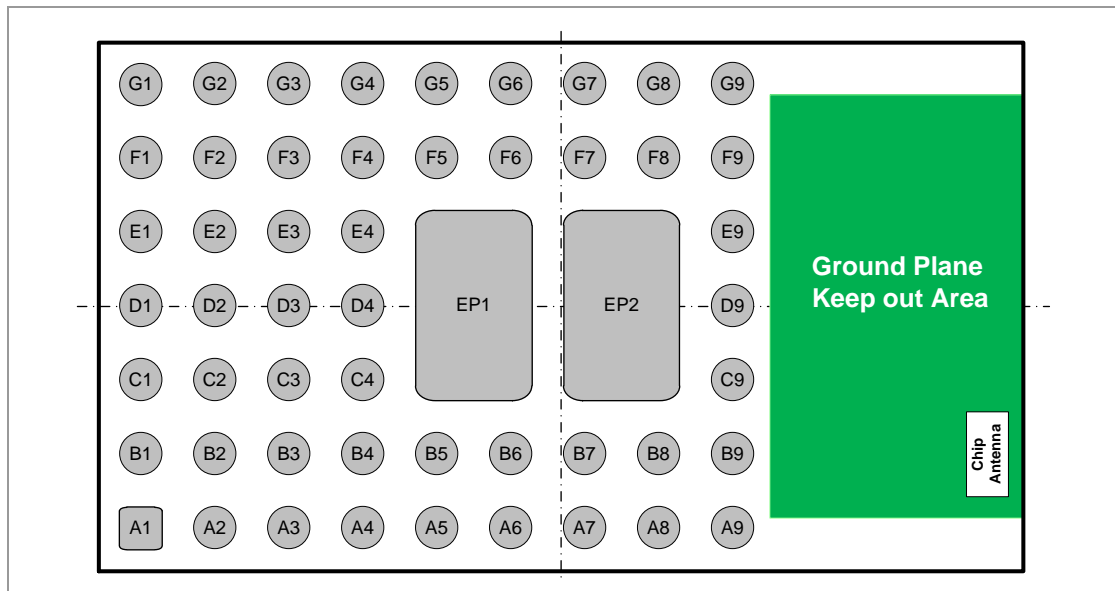 G1 G2 G3 G4 G5 G6 G7 G8 G9
F1 F2 F3 F4 F5 F6 F7 F8 F9
E1 E2 E3 E4 E9
Ground Plane
Keep out Area
D1 D2 D3 D4 EP1 EP2 D9
C1 C2 C3 C4 C9
Chip
Antenna
B1 B2 B3 B4 B5 B6 B7 B8 B9
A1 A2 A3 A4 A5 A6 A7 A8 A9